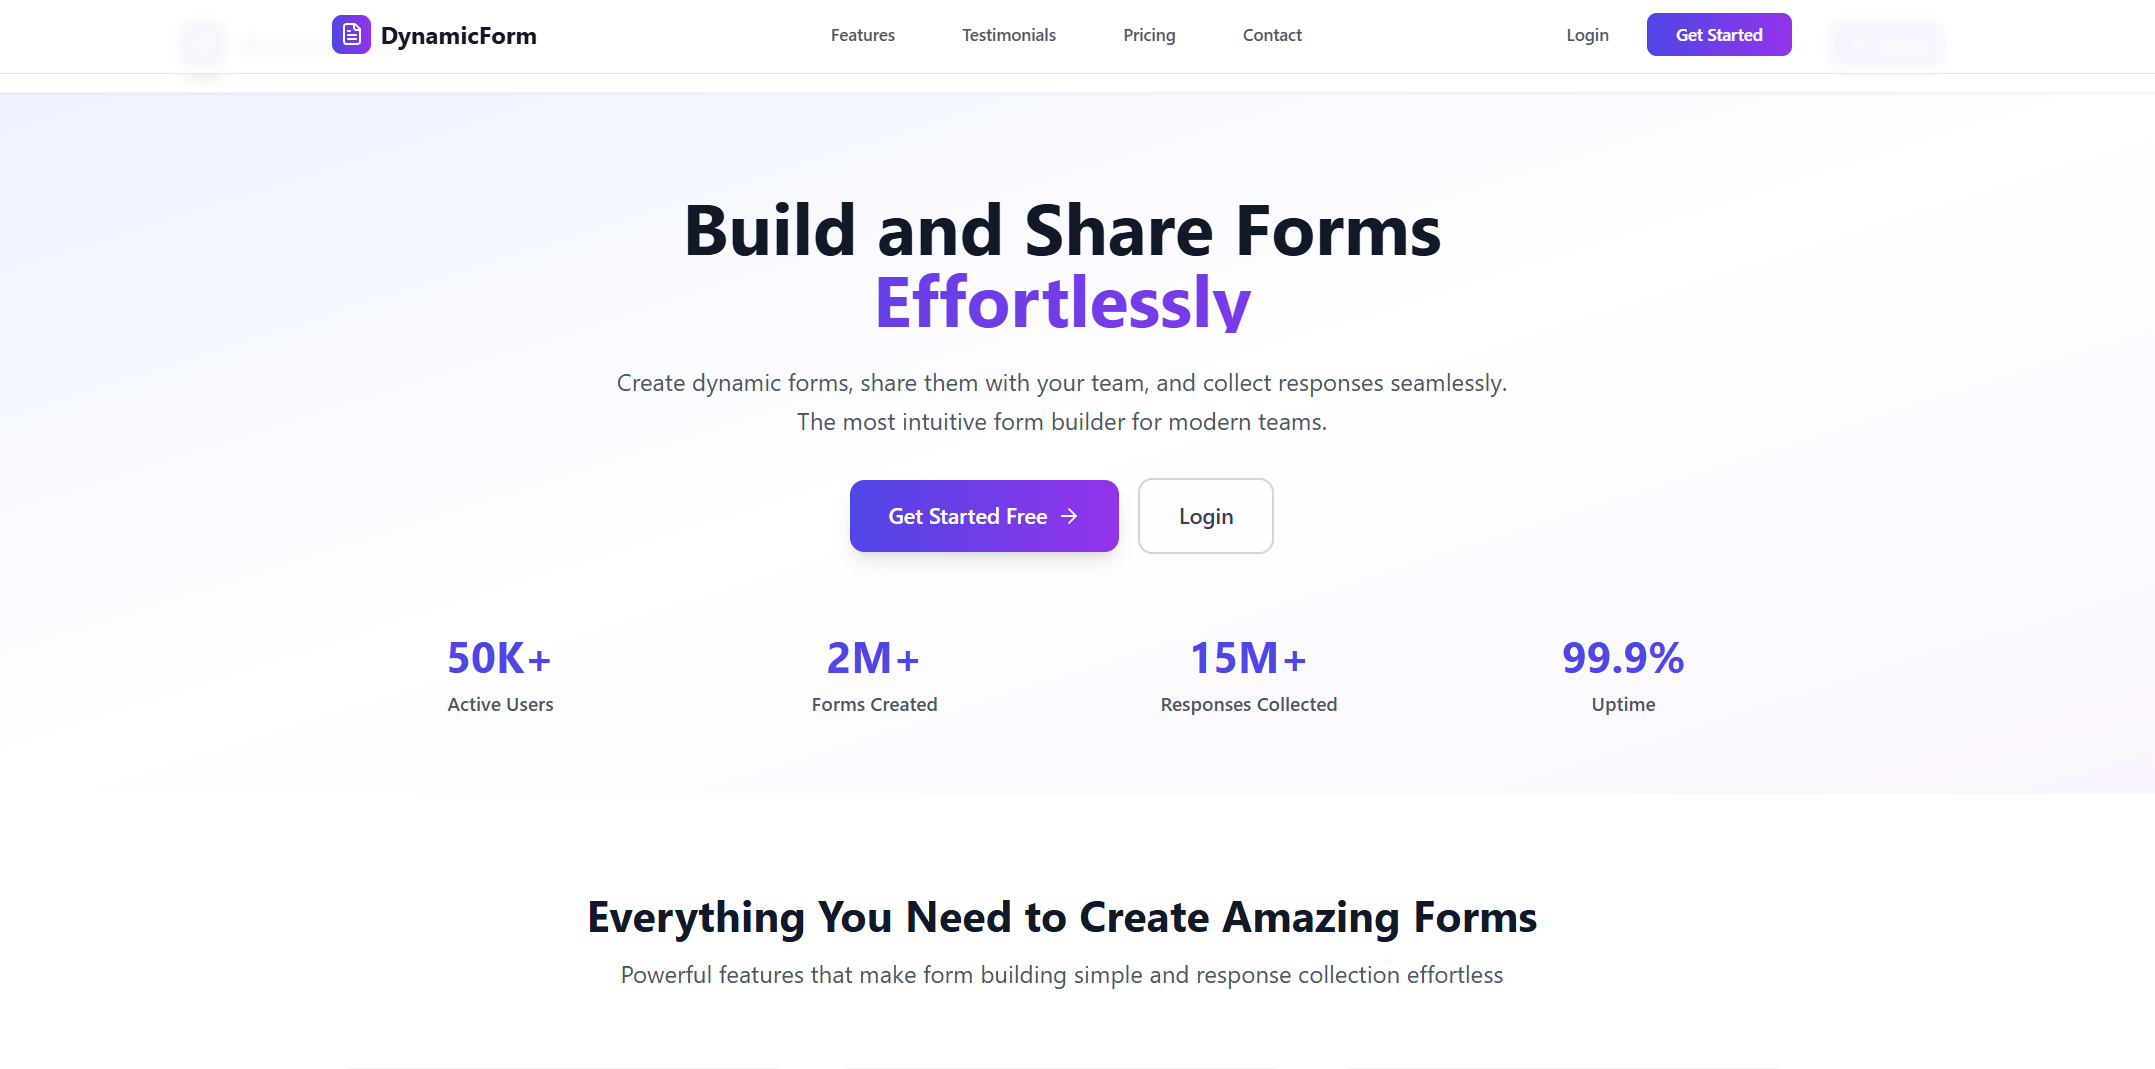 DynamicForm
Features
Testimonials
Pricing
Contact
Login
Get Started
Build and Share Forms
Effortlessly
Create dynamic forms, share them with your team, and collect responses seamlessly.
The most intuitive form builder for modern teams.
Get Started Free →
Login
50K+
Active Users
2M+
Forms Created
15M+
Responses Collected
99.9%
Uptime
Everything You Need to Create Amazing Forms
Powerful features that make form building simple and response collection effortless